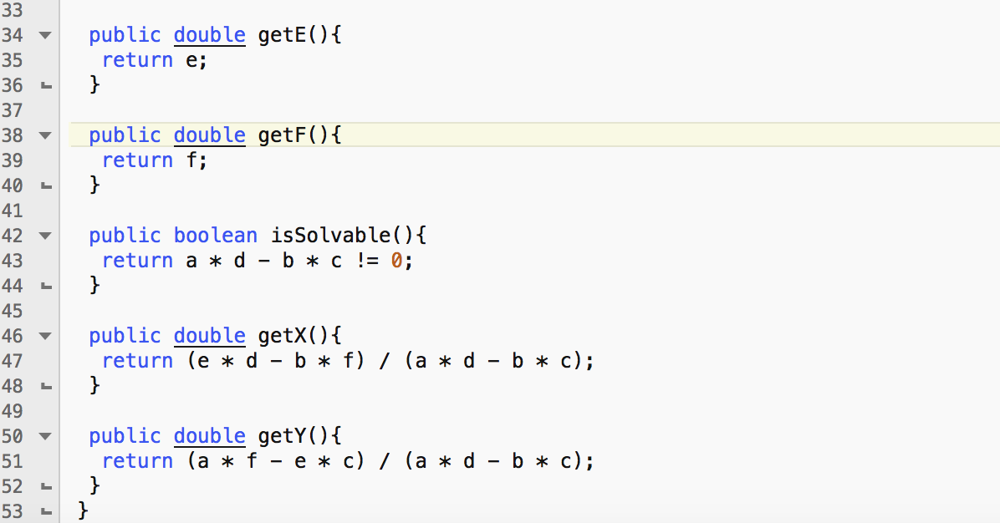 33
34 public double getE(){
35 return e;
36 }
37
38 public double getF(){
39 return f;
40 }
41
42 public boolean isSolvable(){
43 return a * d - b * c != 0;
44 }
45
46 public double getX(){
47 return (e * d - b * f) / (a * d - b * c);
48 }
49
50 public double getY(){
51 return (a * f - e * c) / (a * d - b * c);
52 }
53 }